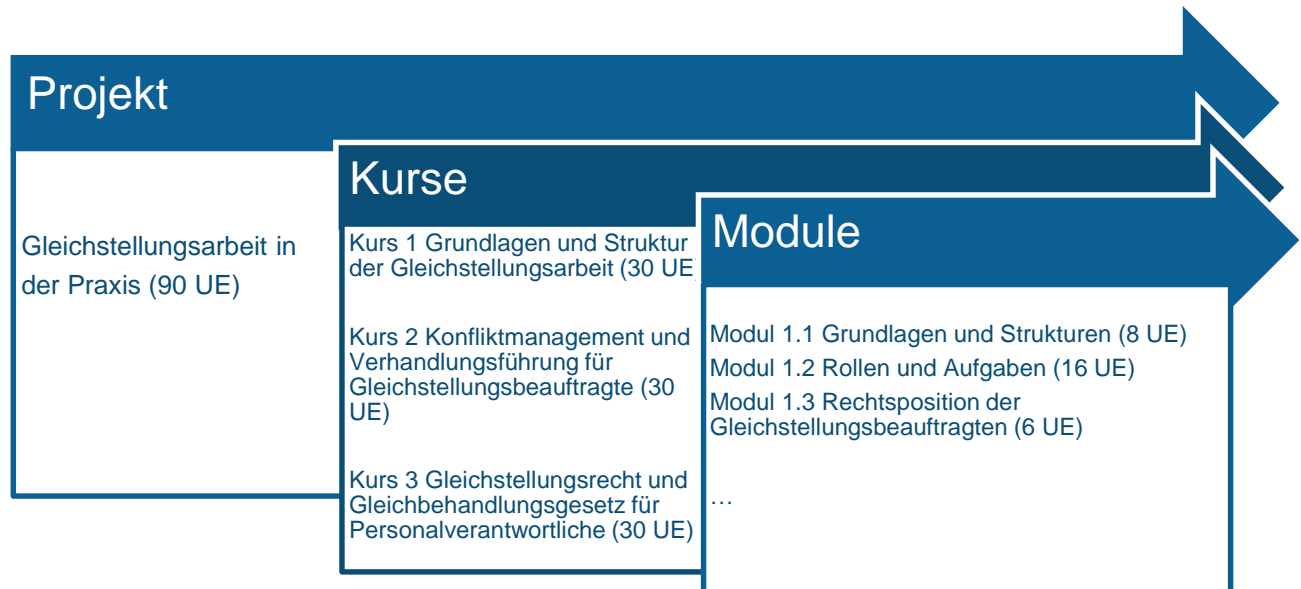 Projekt
Gleichstellungsarbeit in
der Praxis (90 UE)
Kurse
Kurs 1 Grundlagen und Struktur
der Gleichstellungsarbeit (30 UE
Kurs 2 Konfliktmanagement und
Verhandlungsführung für
Gleichstellungsbeauftragte (30
UE)
Kurs 3 Gleichstellungsrecht und
Gleichbehandlungsgesetz für
Personalverantwortliche (30 UE)
Module
Modul 1.1 Grundlagen und Strukturen (8 UE)
Modul 1.2 Rollen und Aufgaben (16 UE)
Modul 1.3 Rechtsposition der
Gleichstellungsbeauftragten (6 UE)
…